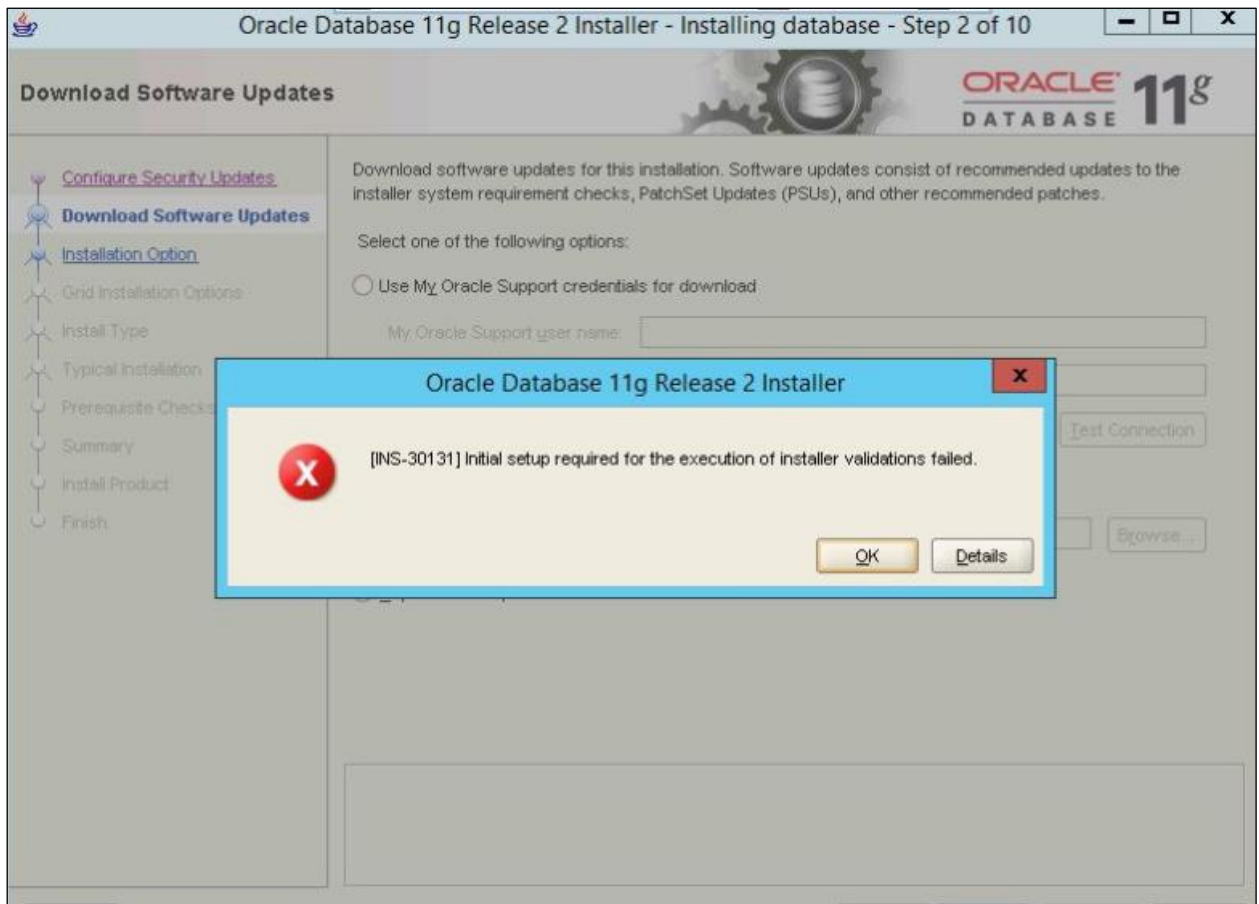 Oracle Database 11g Release 2 Installer - Installing database - Step 2 of 10
Download Software Updates
ORACLE 11g
DATABASE
Configure Security Updates
Download Software Updates
Installation Option
Grid Installation Options
Install Type
Typical Installation
Prerequisite Checks
Summary
Install Product
Finish
Download software updates for this installation. Software updates consist of recommended updates to the
installer system requirement checks, PatchSet Updates (PSUs), and other recommended patches.
Select one of the following options:
Use My Oracle Support credentials for download
My Oracle Support user name:
Test Connection
Browse...
Oracle Database 11g Release 2 Installer
[INS-30131] Initial setup required for the execution of installer validations failed.
OK
Details